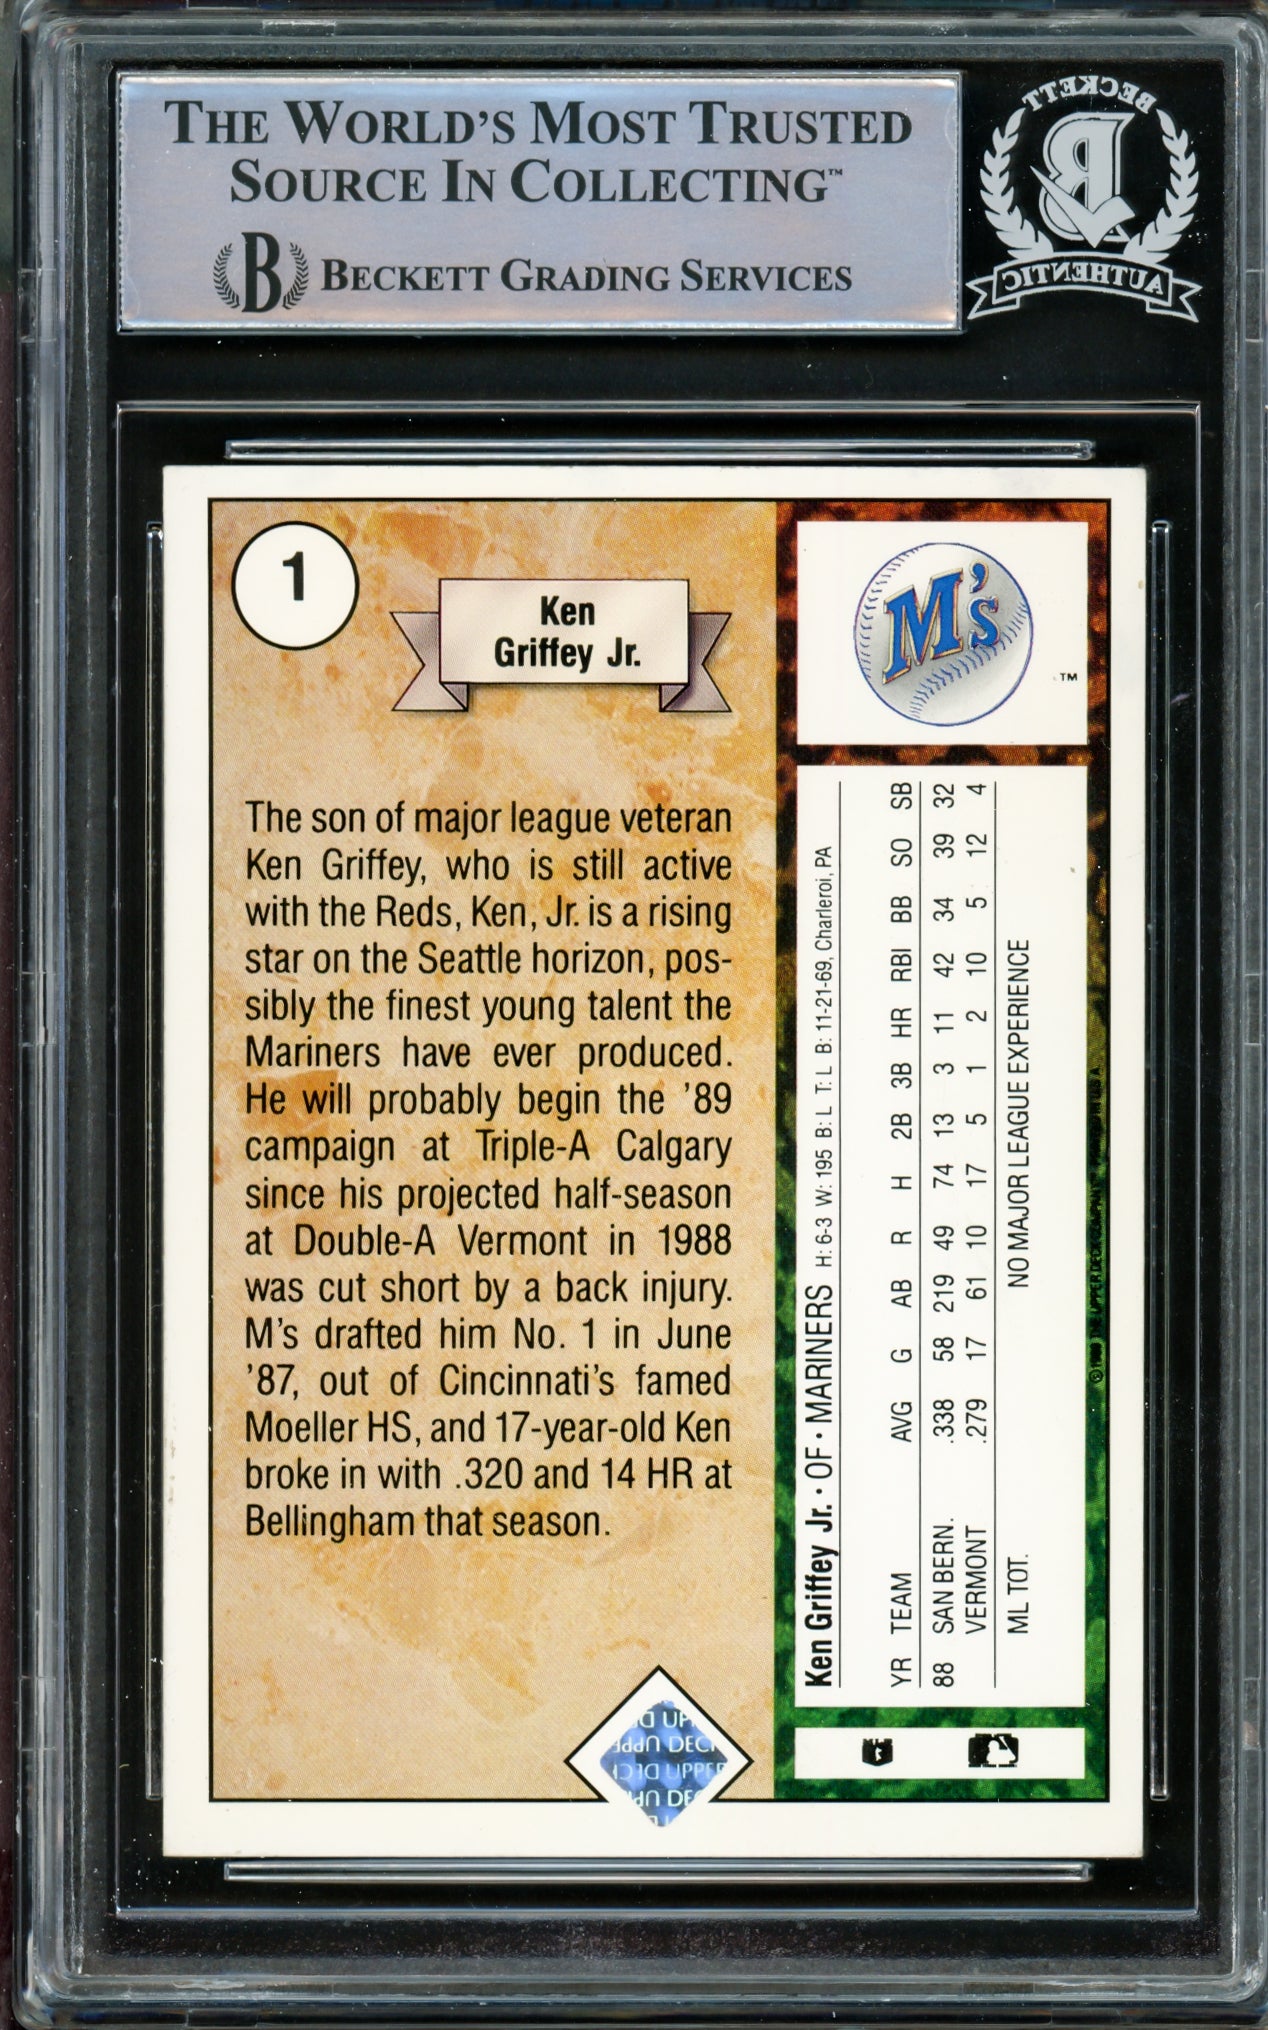 THE WORLD'S MOST TRUSTED
SOURCE IN COLLECTING™
B BECKETT GRADING SERVICES
BECKETT
B
AUTHENTIC
1
Ken
Griffey Jr.
The son of major league veteran
Ken Griffey, who is still active
with the Reds, Ken, Jr. is a rising
star on the Seattle horizon, pos-
sibly the finest young talent the
Mariners have ever produced.
He will probably begin the '89
campaign at Triple-A Calgary
since his projected half-season
at Double-A Vermont in 1988
was cut short by a back injury.
M's drafted him No. 1 in June
'87, out of Cincinnati's famed
Moeller HS, and 17-year-old Ken
broke in with .320 and 14 HR at
Bellingham that season.
M's
TM
Ken Griffey Jr. • OF • MARINERS H: 6-3 W: 195 B: L T: L B: 11-21-69, Charleroi, PA
YR TEAM AVG G AB R H 2B 3B HR RBI BB SO SB
88 SAN BERN. .338 58 219 49 74 13 3 11 42 34 39 32
VERMONT .279 17 61 10 17 5 1 2 10 5 12 4
ML TOT. NO MAJOR LEAGUE EXPERIENCE
THE UPPER DECK COMPANY
UPPER DECK